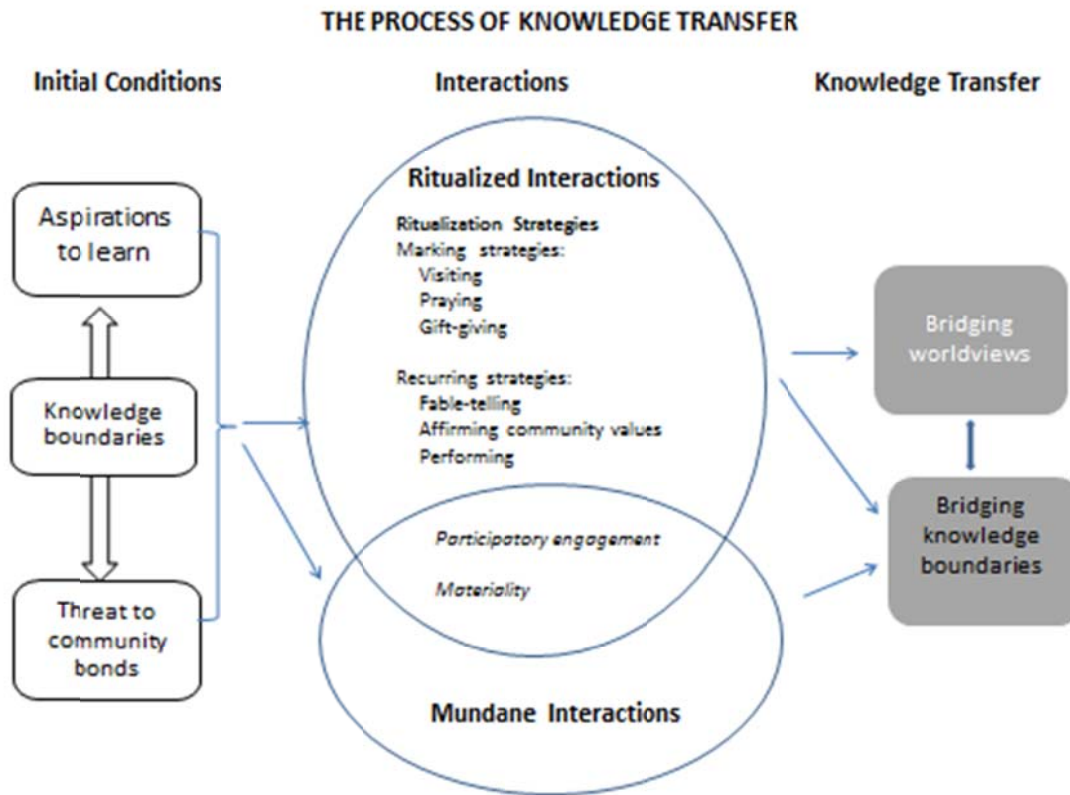 THE PROCESS OF KNOWLEDGE TRANSFER
Initial Conditions
Interactions
Knowledge Transfer
Aspirations
to learn
Knowledge
boundaries
Threat to
community
bonds
Ritualized Interactions
Ritualization Strategies
Marking strategies:
Visiting
Praying
Gift-giving
Recurring strategies:
Fable-telling
Affirming community values
Performing
Participatory engagement
Materiality
Mundane Interactions
Bridging
worldviews
Bridging
knowledge
boundaries